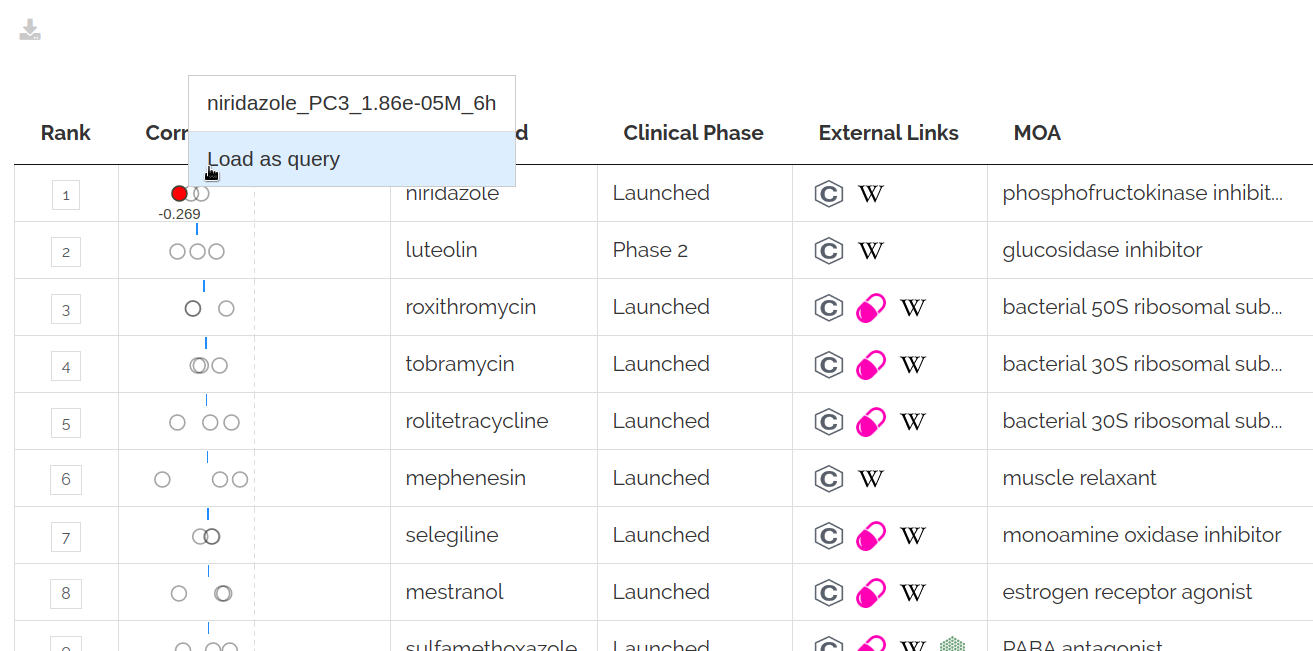 niridazole_PC3_1.86e-05M_6h
Load as query
Rank Corr d Clinical Phase External Links MOA
1 niridazole Launched C W phosphofructokinase inhibit...
-0.269
2 luteolin Phase 2 C W glucosidase inhibitor
3 roxithromycin Launched C W bacterial 50S ribosomal sub...
4 tobramycin Launched C W bacterial 30S ribosomal sub...
5 rolitetracycline Launched C W bacterial 30S ribosomal sub...
6 mephenesin Launched C W muscle relaxant
7 selegiline Launched C W monoamine oxidase inhibitor
8 mestranol Launched C W estrogen receptor agonist
9 sulfamethoxazole Launched C W PABA antagonist